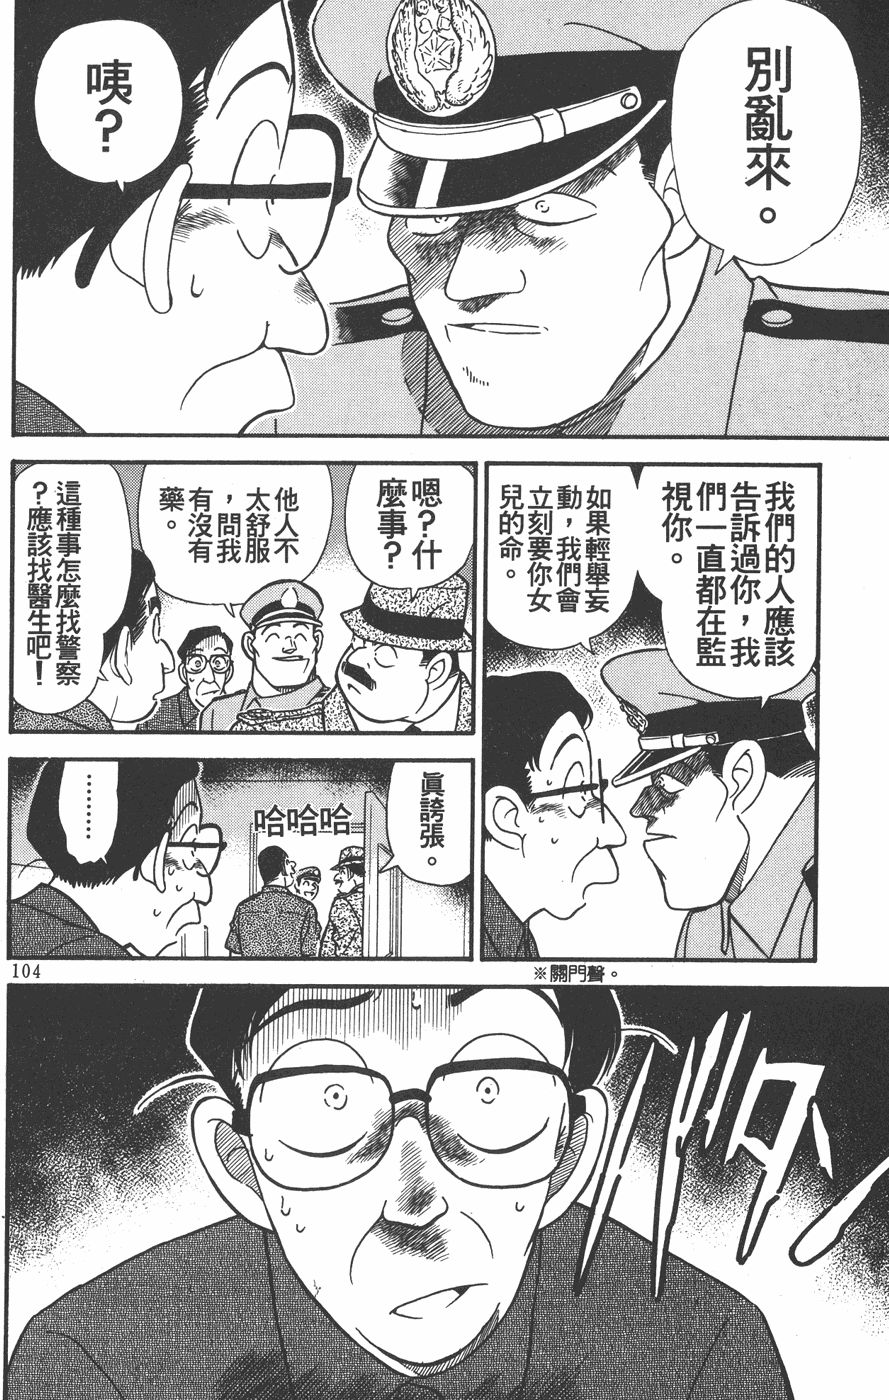 別亂來。
咦？
我們的人應該
告訴過你，我
們一直都在監
視你。
如果輕舉妄
動，我們會
立刻要你女
兒的命。
嗯？什
麼事？
他人不
太舒服
，問我
有沒有
藥。
這種事怎麼找警察
？應該找醫生吧！
眞誇張。
哈哈哈
⋯⋯⋯
※關門聲。
104
バタン